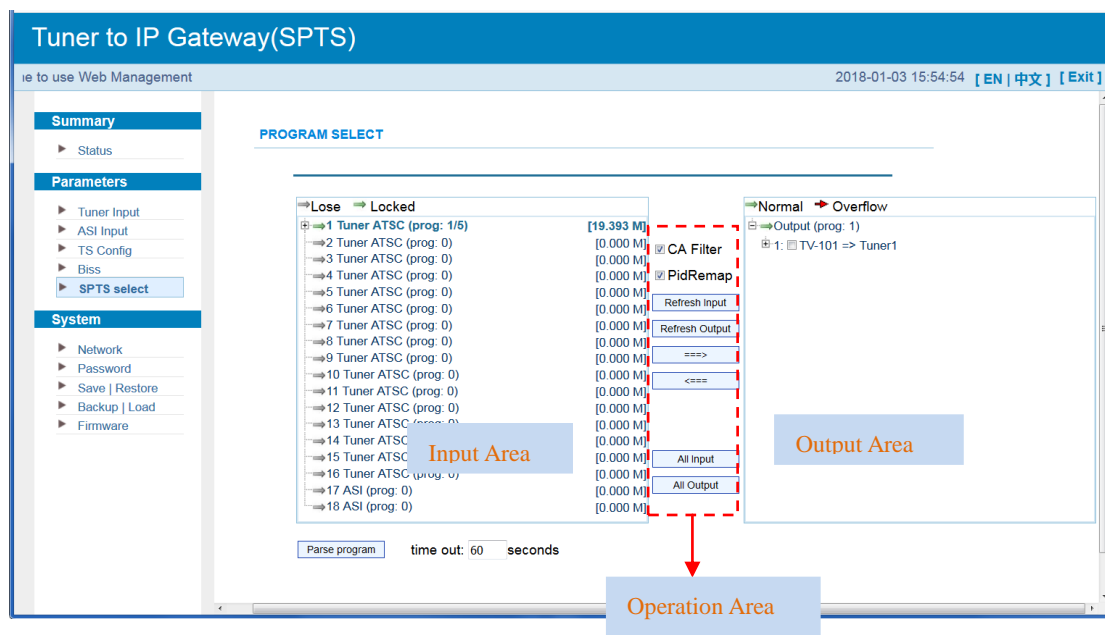 Tuner to IP Gateway(SPTS)
ıe to use Web Management
2018-01-03 15:54:54 [ EN | 中文 ] [ Exit ]
Summary
Status
Parameters
Tuner Input
ASI Input
TS Config
Biss
SPTS select
System
Network
Password
Save | Restore
Backup | Load
Firmware
PROGRAM SELECT
Lose Locked
1 Tuner ATSC (prog: 1/5) [19.393 M]
2 Tuner ATSC (prog: 0) [0.000 M]
3 Tuner ATSC (prog: 0) [0.000 M]
4 Tuner ATSC (prog: 0) [0.000 M]
5 Tuner ATSC (prog: 0) [0.000 M]
6 Tuner ATSC (prog: 0) [0.000 M]
7 Tuner ATSC (prog: 0) [0.000 M]
8 Tuner ATSC (prog: 0) [0.000 M]
9 Tuner ATSC (prog: 0) [0.000 M]
10 Tuner ATSC (prog: 0) [0.000 M]
11 Tuner ATSC (prog: 0) [0.000 M]
12 Tuner ATSC (prog: 0) [0.000 M]
13 Tuner ATSC (prog: 0) [0.000 M]
14 Tuner ATSC [0.000 M]
15 Tuner ATSC [0.000 M]
16 Tuner ATSC (prog: 0) [0.000 M]
17 ASI (prog: 0) [0.000 M]
18 ASI (prog: 0) [0.000 M]
Input Area
CA Filter
PidRemap
Refresh Input
Refresh Output
===>
<===
All Input
All Output
Normal Overflow
Output (prog: 1)
1: TV-101 => Tuner1
Output Area
Parse program time out: 60 seconds
Operation Area